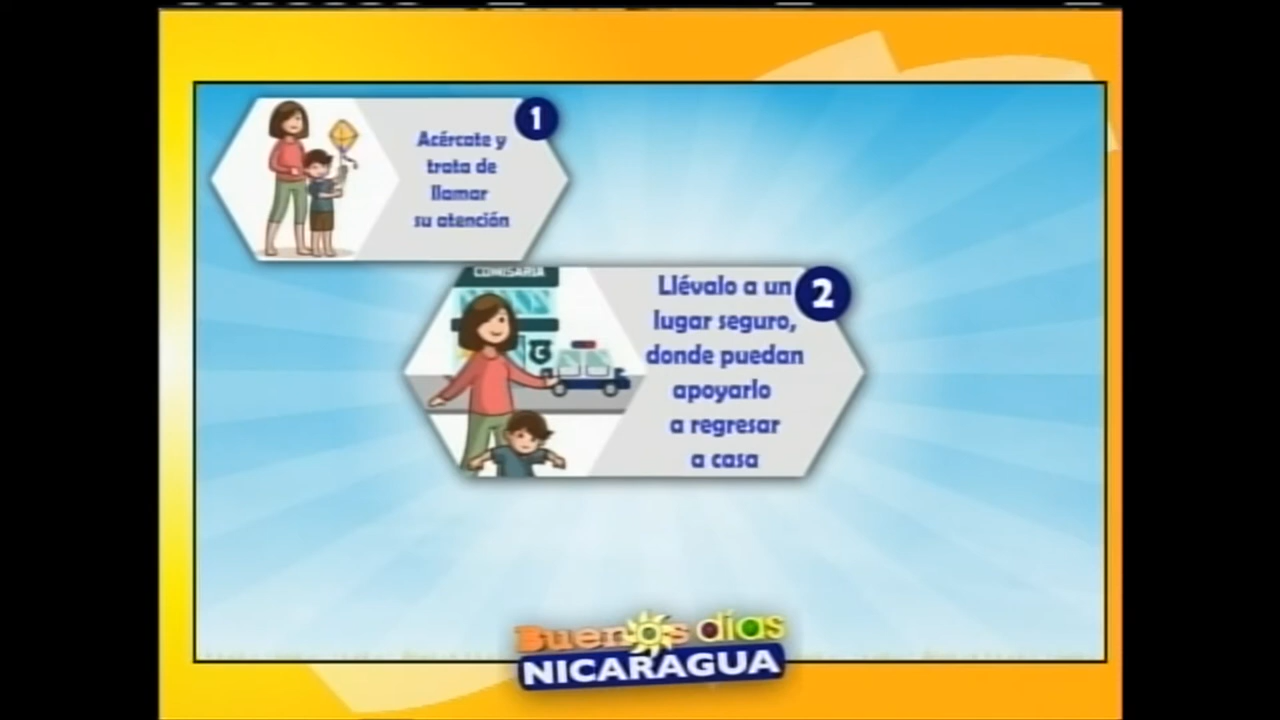 1
Acércate y
trata de
llamar
su atención
COMISARIA
2
Llévalo a un
lugar seguro,
donde puedan
apoyarlo
a regresar
a casa
Buenos días
NICARAGUA